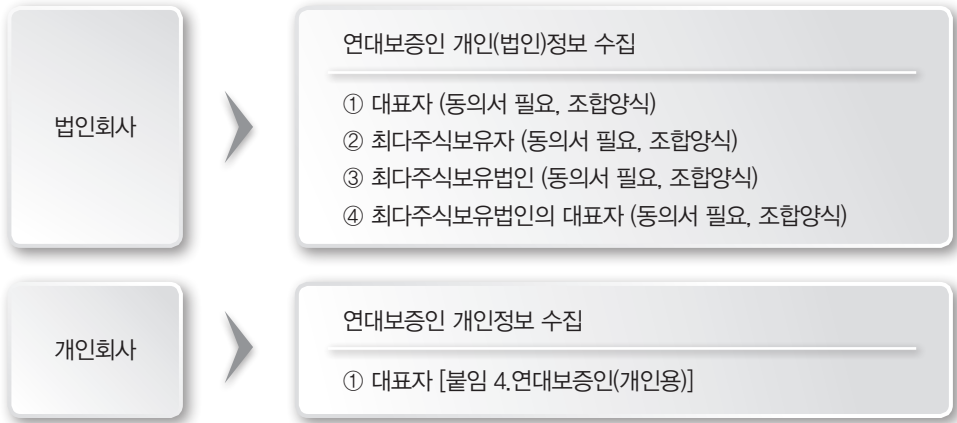 법인회사
연대보증인 개인(법인)정보 수집
① 대표자 (동의서 필요, 조합양식)
② 최다주식보유자 (동의서 필요, 조합양식)
③ 최다주식보유법인 (동의서 필요, 조합양식)
④ 최다주식보유법인의 대표자 (동의서 필요, 조합양식)
개인회사
연대보증인 개인정보 수집
① 대표자 [붙임 4.연대보증인(개인용)]